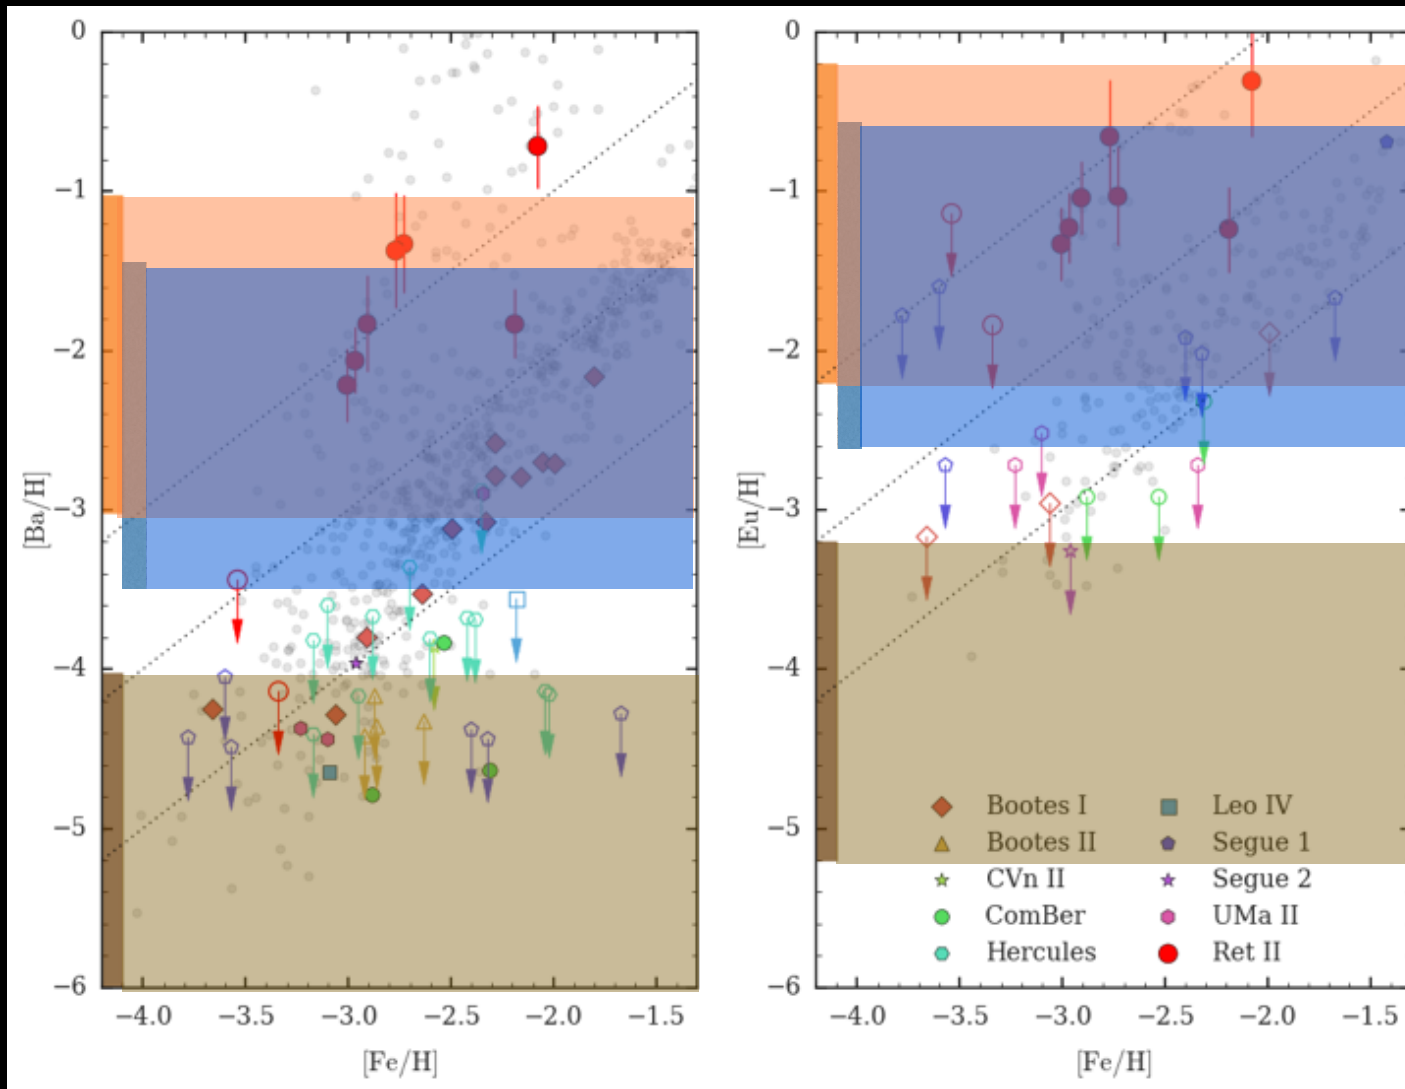 0
−1
−2
−3
−4
−5
−6
[Ba/H]
−4.0 −3.5 −3.0 −2.5 −2.0 −1.5
[Fe/H]
0
−1
−2
−3
−4
−5
−6
[Eu/H]
Bootes I
Bootes II
CVn II
ComBer
Hercules
Leo IV
Segue 1
Segue 2
UMa II
Ret II
−4.0 −3.5 −3.0 −2.5 −2.0 −1.5
[Fe/H]